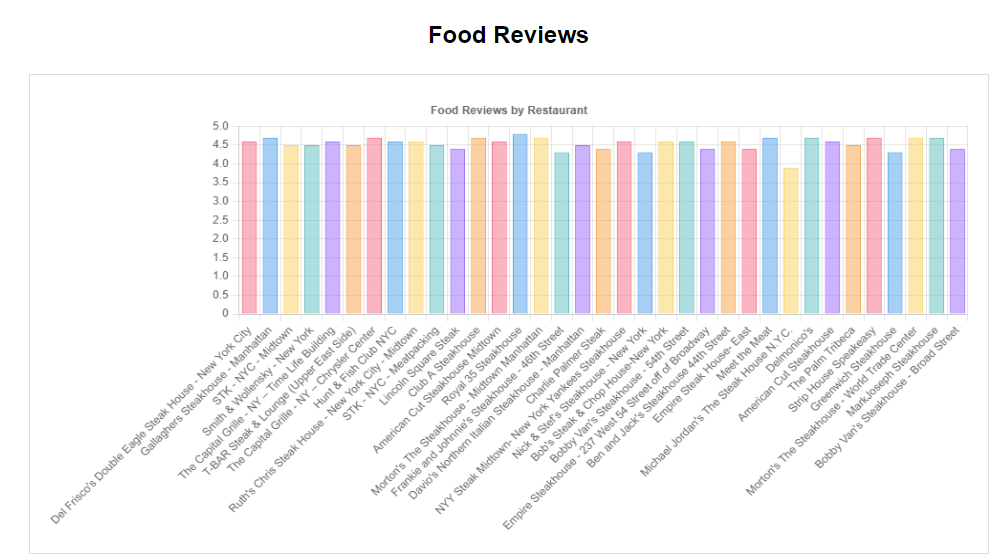 Food Reviews
Food Reviews by Restaurant
5.0
4.5
4.0
3.5
3.0
2.5
2.0
1.5
1.0
0.5
0
Del Frisco's Double Eagle Steak House - New York City
Gallaghers Steakhouse - Manhattan
STK - NYC - Midtown
Smith & Wollensky - New York
The Capital Grille - NY – Time Life Building
T-BAR Steak & Lounge (Upper East Side)
The Capital Grille - NY – Chrysler Center
Hunt & Fish Club NYC
Ruth's Chris Steak House - New York City - Midtown
STK - NYC - Meatpacking
Lincoln Square Steak
Club A Steakhouse
American Cut Steakhouse Midtown
Royal 35 Steakhouse
Morton's The Steakhouse - Midtown Manhattan
Frankie and Johnnie's Steakhouse - 46th Street
Davio's Northern Italian Steakhouse - Manhattan
Charlie Palmer Steak
NYY Steak Midtown- New York Yankees Steakhouse
Nick & Stef's Steakhouse - New York
Bob's Steak & Chop House-New York
Bobby Van's Steakhouse - 54th Street
Empire Steakhouse - 237 West 54 Street off of Broadway
Ben and Jack's Steakhouse 44th Street
Empire Steak House- East
Meet the Meat
Michael Jordan's The Steak House N.Y.C.
Delmonico's
American Cut Steakhouse
The Palm Tribeca
Strip House Speakeasy
Greenwich Steakhouse
Morton's The Steakhouse - World Trade Center
MarkJoseph Steakhouse
Bobby Van's Steakhouse - Broad Street